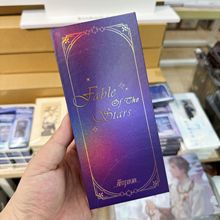 Fable
Of The
Stars